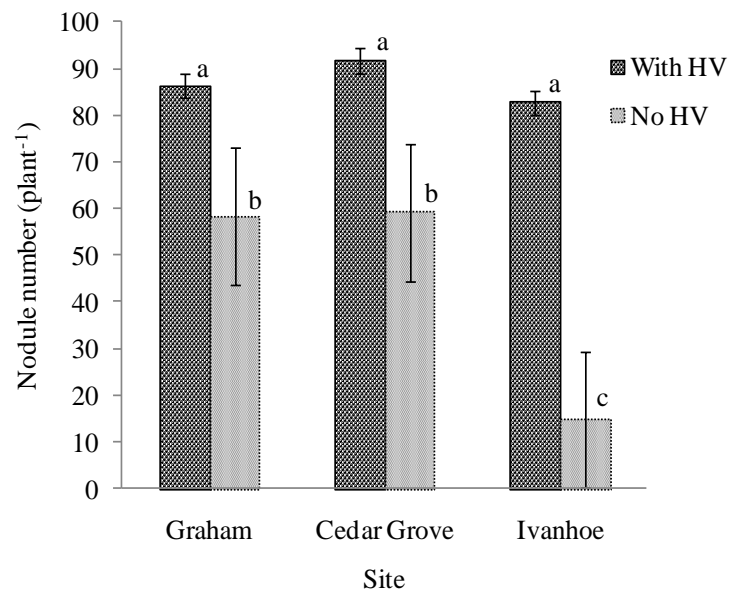 Nodule number (plant⁻¹)
100
90
80
70
60
50
40
30
20
10
0
a
b
a
b
a
c
With HV
No HV
Graham
Cedar Grove
Ivanhoe
Site